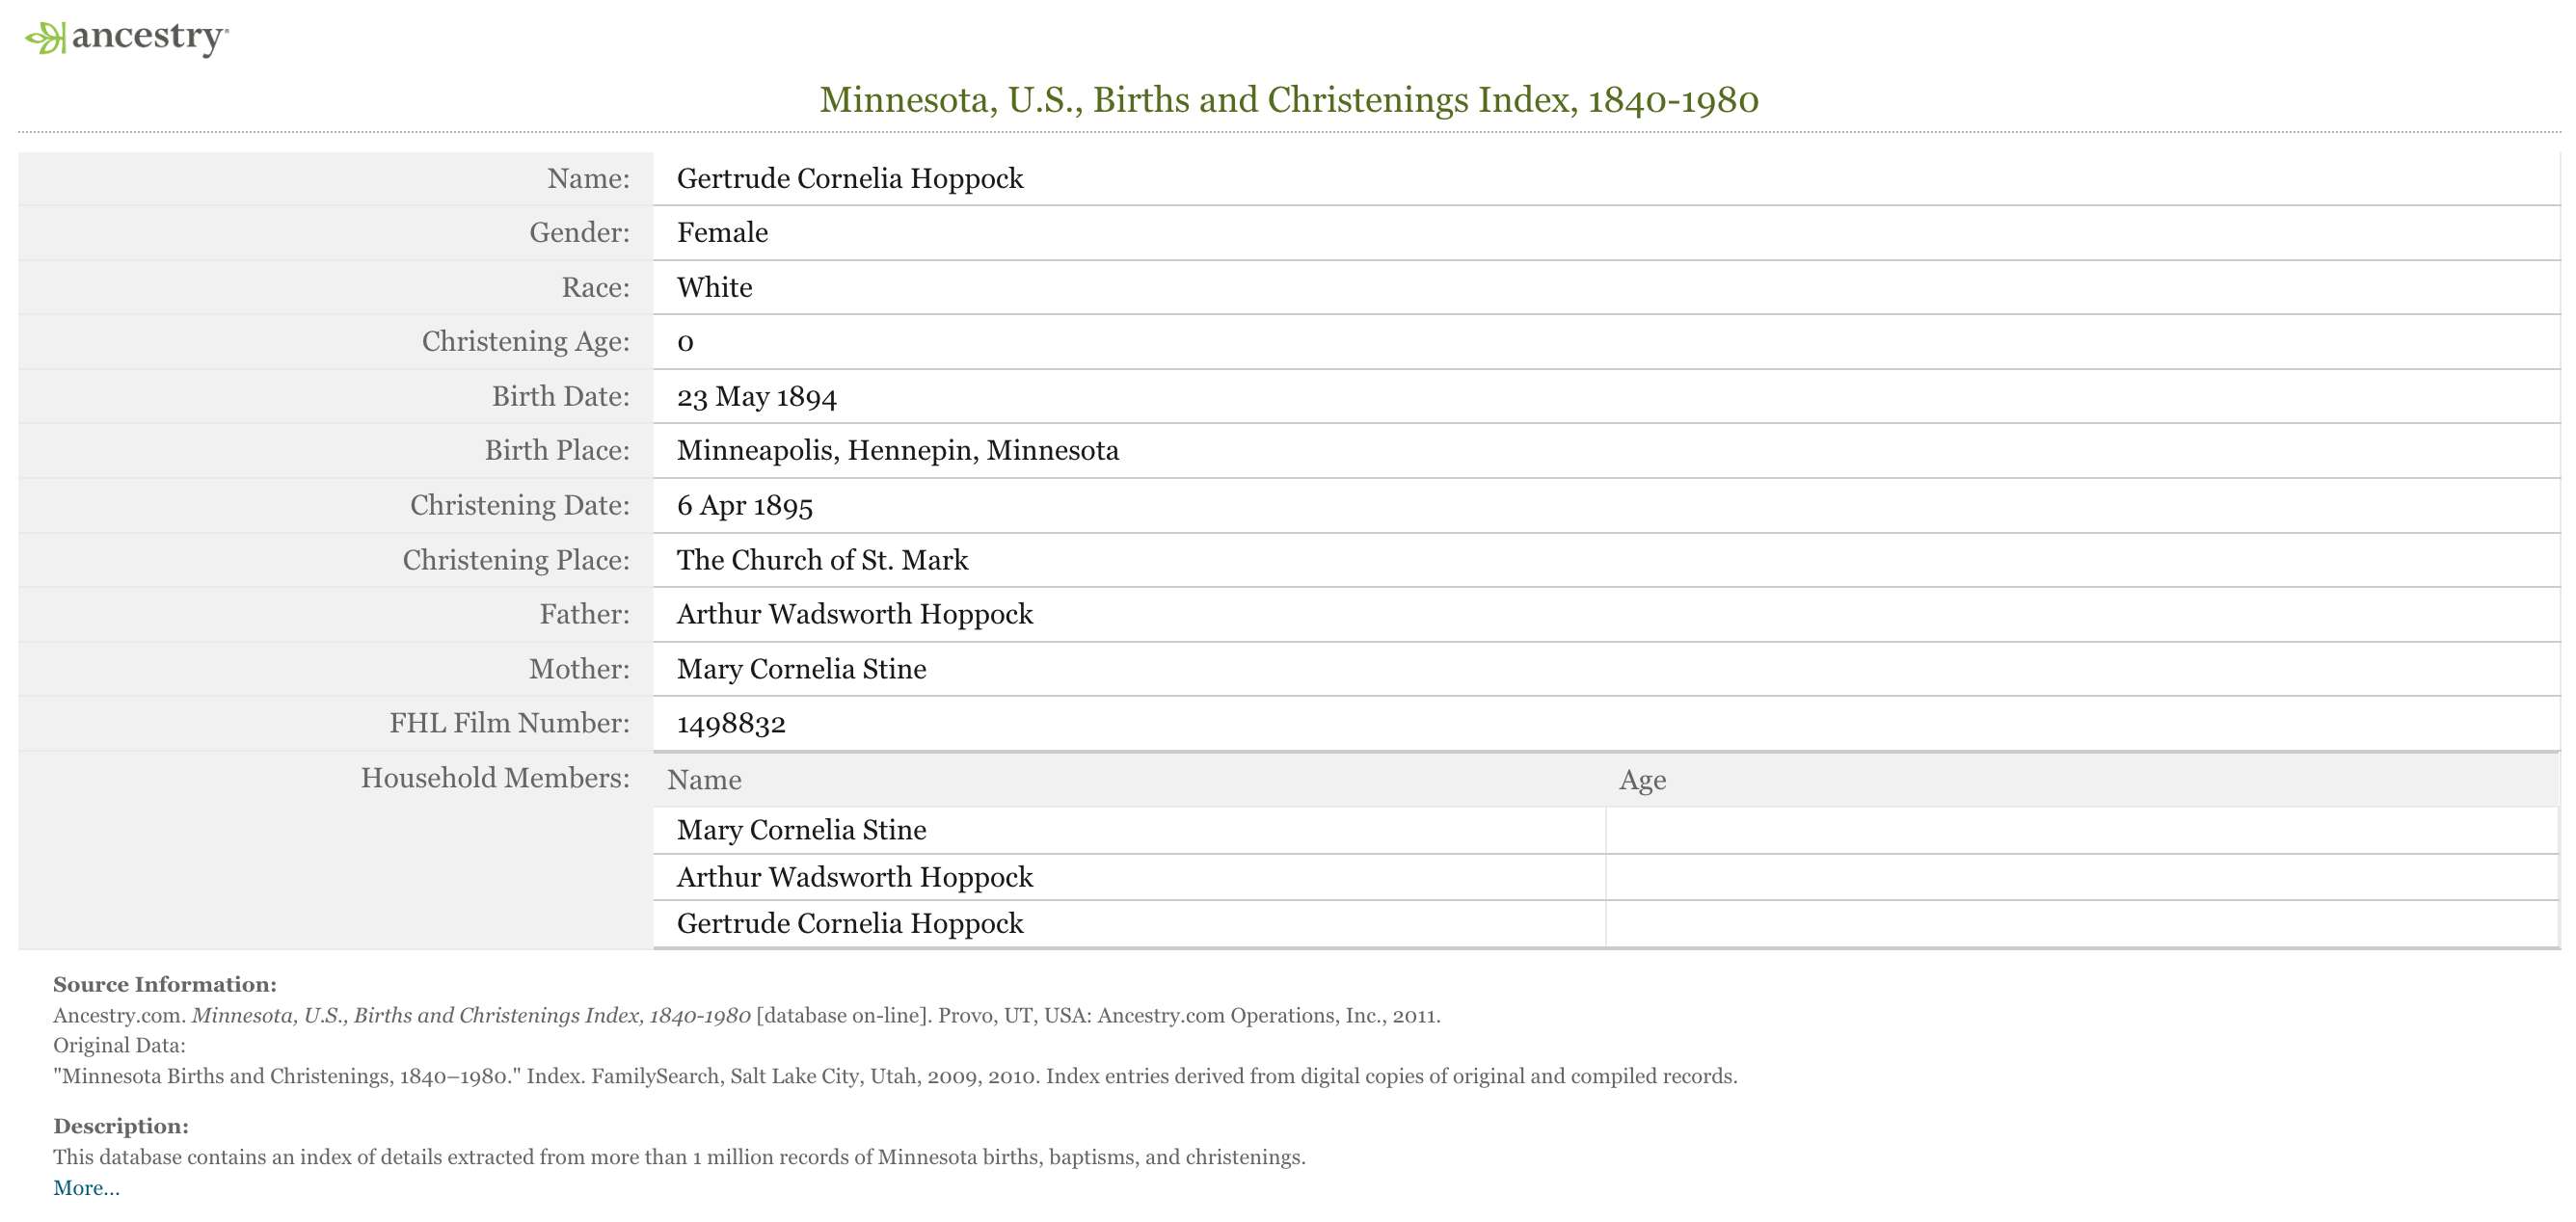 ancestry®
Minnesota, U.S., Births and Christenings Index, 1840-1980
Name: Gertrude Cornelia Hoppock
Gender: Female
Race: White
Christening Age: 0
Birth Date: 23 May 1894
Birth Place: Minneapolis, Hennepin, Minnesota
Christening Date: 6 Apr 1895
Christening Place: The Church of St. Mark
Father: Arthur Wadsworth Hoppock
Mother: Mary Cornelia Stine
FHL Film Number: 1498832
Household Members: Name Age
Mary Cornelia Stine
Arthur Wadsworth Hoppock
Gertrude Cornelia Hoppock
Source Information:
Ancestry.com. Minnesota, U.S., Births and Christenings Index, 1840-1980 [database on-line]. Provo, UT, USA: Ancestry.com Operations, Inc., 2011.
Original Data:
"Minnesota Births and Christenings, 1840–1980." Index. FamilySearch, Salt Lake City, Utah, 2009, 2010. Index entries derived from digital copies of original and compiled records.
Description:
This database contains an index of details extracted from more than 1 million records of Minnesota births, baptisms, and christenings.
More...